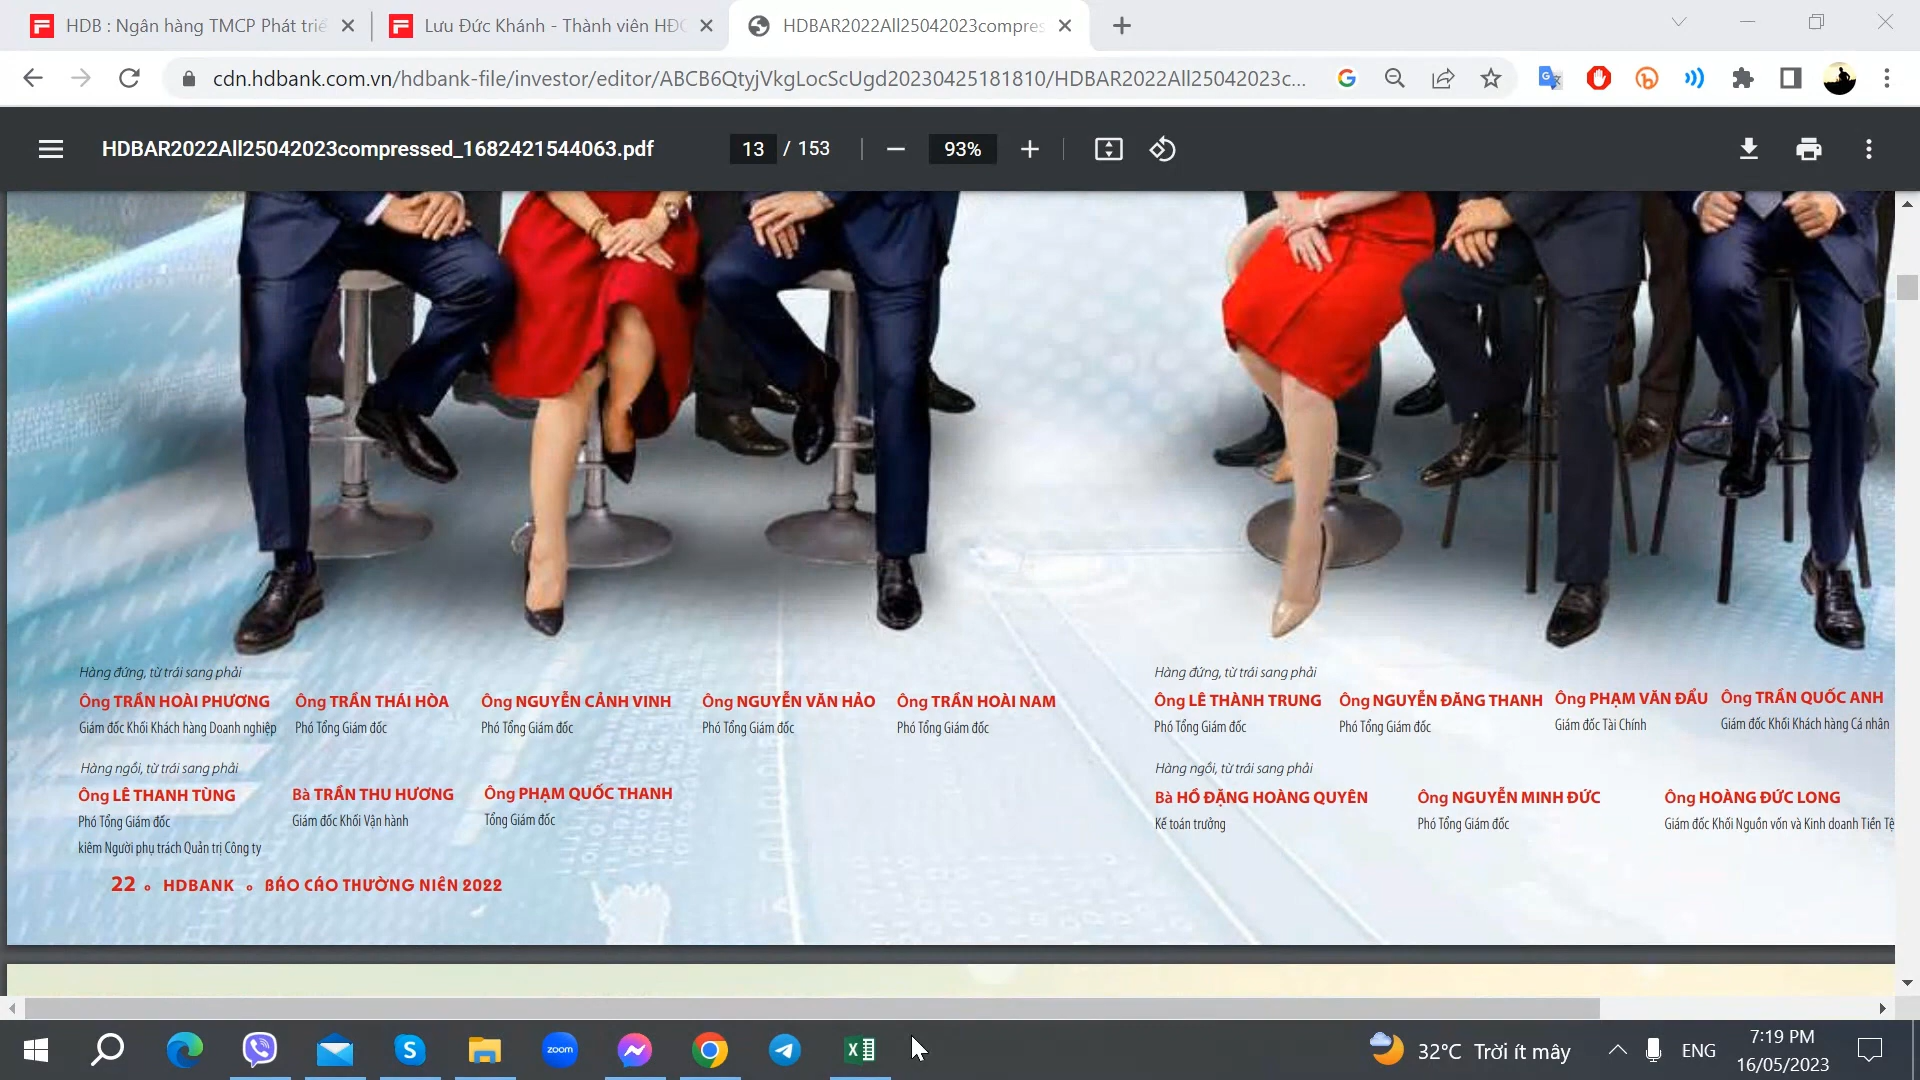 HDB : Ngân hàng TMCP Phát triể
Lưu Đức Khánh - Thành viên HĐQ
HDBAR2022All25042023compres
cdn.hdbank.com.vn/hdbank-file/investor/editor/ABCB6QtyjVkgLocScUgd20230425181810/HDBAR2022All25042023c...
HDBAR2022All25042023compressed_1682421544063.pdf
13 / 153
93%
Hàng đứng, từ trái sang phải
Ông TRẦN HOÀI PHƯƠNG
Giám đốc Khối Khách hàng Doanh nghiệp
Ông TRẦN THÁI HÒA
Phó Tổng Giám đốc
Ông NGUYỄN CẢNH VINH
Phó Tổng Giám đốc
Ông NGUYỄN VĂN HẢO
Phó Tổng Giám đốc
Ông TRẦN HOÀI NAM
Phó Tổng Giám đốc
Hàng ngồi, từ trái sang phải
Ông LÊ THANH TÙNG
Phó Tổng Giám đốc
kiêm Người phụ trách Quản trị Công ty
Bà TRẦN THU HƯƠNG
Giám đốc Khối Vận hành
Ông PHẠM QUỐC THANH
Tổng Giám đốc
22 HDBANK BÁO CÁO THƯỜNG NIÊN 2022
Hàng đứng, từ trái sang phải
Ông LÊ THÀNH TRUNG
Phó Tổng Giám đốc
Ông NGUYỄN ĐĂNG THANH
Phó Tổng Giám đốc
Ông PHẠM VĂN ĐẨU
Giám đốc Tài Chính
Ông TRẦN QUỐC ANH
Giám đốc Khối Khách hàng Cá nhân
Hàng ngồi, từ trái sang phải
Bà HỒ ĐẶNG HOÀNG QUYÊN
Kế toán trưởng
Ông NGUYỄN MINH ĐỨC
Phó Tổng Giám đốc
Ông HOÀNG ĐỨC LONG
Giám đốc Khối Nguồn vốn và Kinh doanh Tiền Tệ
zoom
32°C Trời ít mây
ENG
7:19 PM
16/05/2023